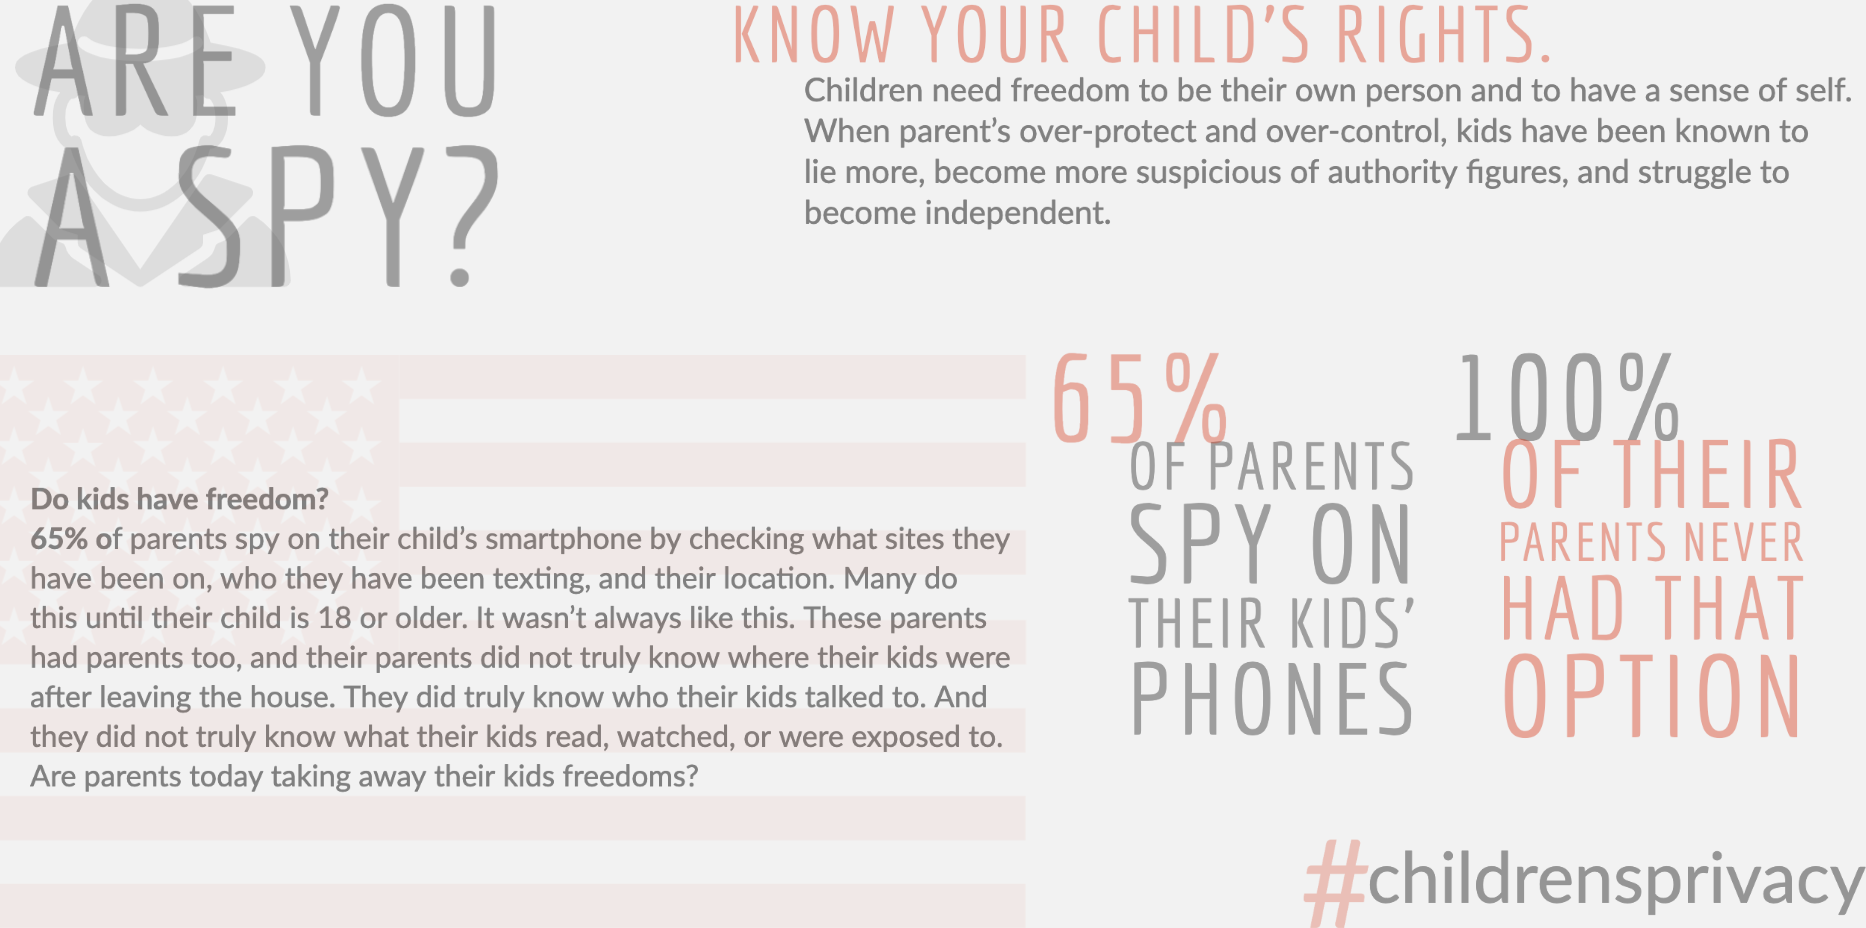 ARE YOU
A SPY?
KNOW YOUR CHILD'S RIGHTS.
Children need freedom to be their own person and to have a sense of self.
When parent's over-protect and over-control, kids have been known to
lie more, become more suspicious of authority figures, and struggle to
become independent.
Do kids have freedom?
65% of parents spy on their child's smartphone by checking what sites they
have been on, who they have been texting, and their location. Many do
this until their child is 18 or older. It wasn't always like this. These parents
had parents too, and their parents did not truly know where their kids were
after leaving the house. They did truly know who their kids talked to. And
they did not truly know what their kids read, watched, or were exposed to.
Are parents today taking away their kids freedoms?
65%
OF PARENTS
SPY ON
THEIR KIDS'
PHONES
100%
OF THEIR
PARENTS NEVER
HAD THAT
OPTION
#childrensprivacy